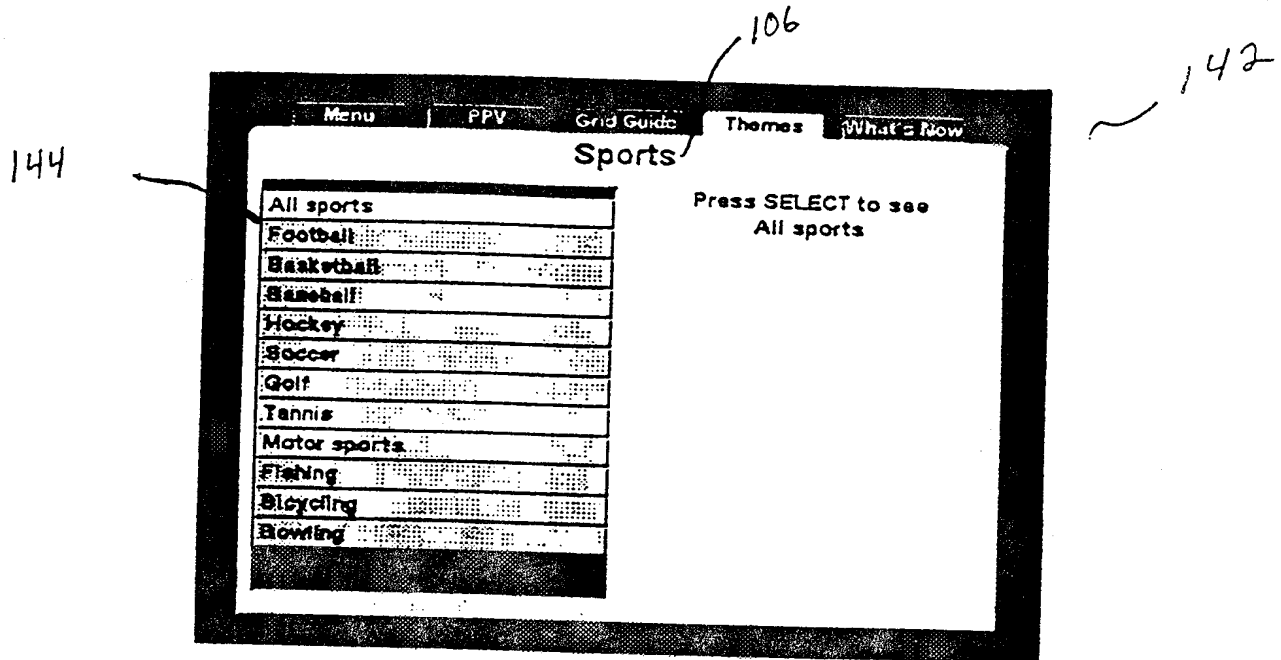 106
142
Menu PPV Grid Guide Themes What's Now
Sports
144
All sports
Press SELECT to see
All sports
Football
Basketball
Baseball
Hockey
Soccer
Golf
Tennis
Motor sports
Fishing
Bicycling
Bowling